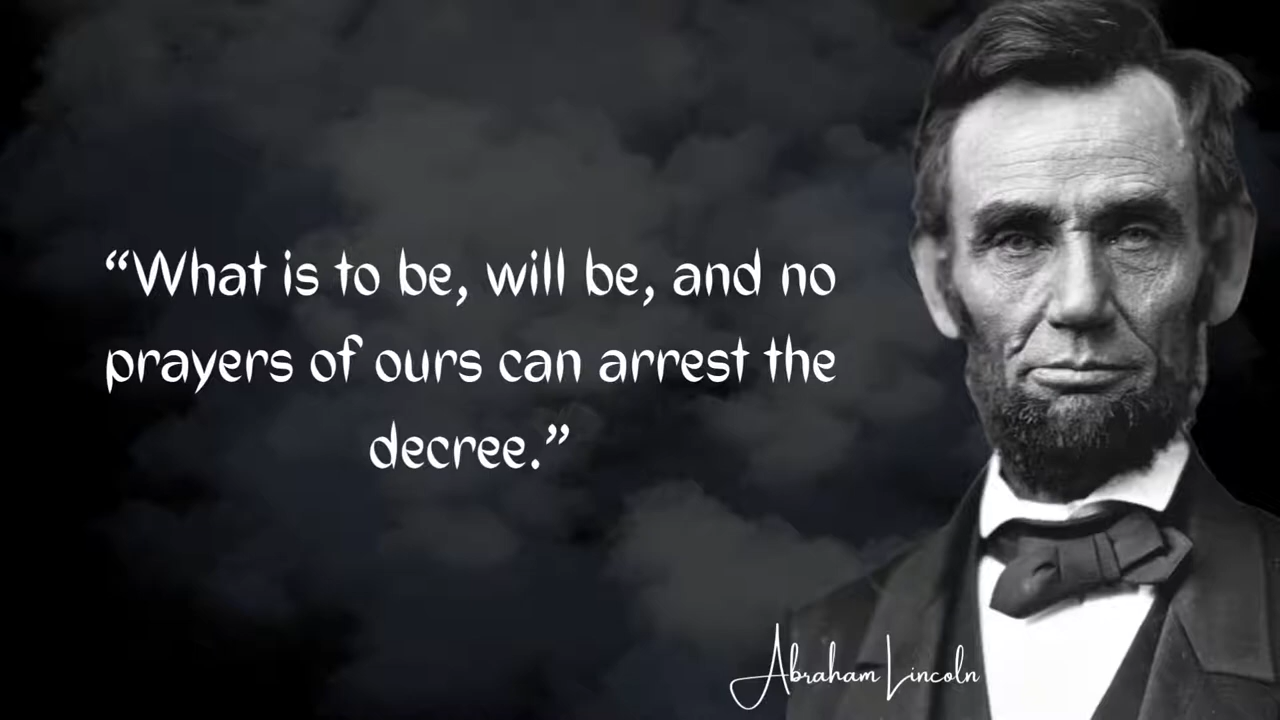 “What is to be, will be, and no
prayers of ours can arrest the
decree.”
Abraham Lincoln